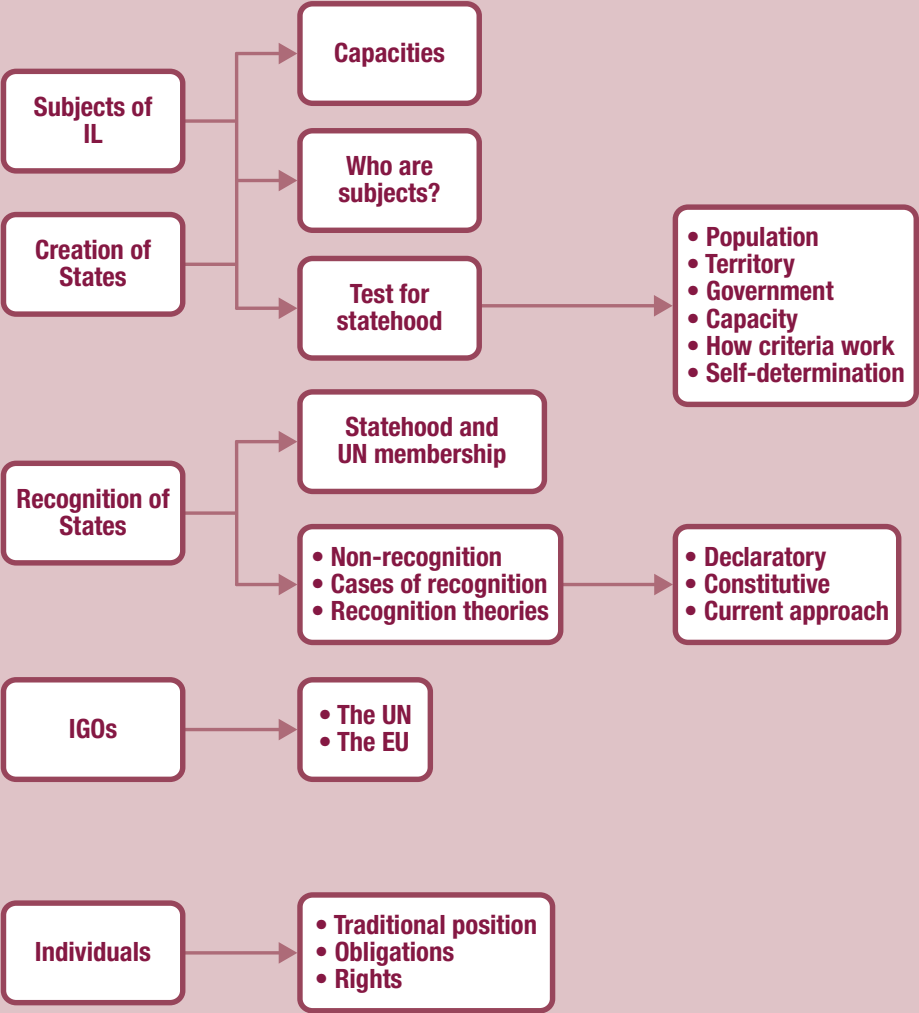 Capacities
Subjects of
IL
Who are
subjects?
Creation of
States
Test for
statehood
• Population
• Territory
• Government
• Capacity
• How criteria work
• Self-determination
Recognition of
States
Statehood and
UN membership
• Non-recognition
• Cases of recognition
• Recognition theories
• Declaratory
• Constitutive
• Current approach
IGOs
• The UN
• The EU
Individuals
• Traditional position
• Obligations
• Rights